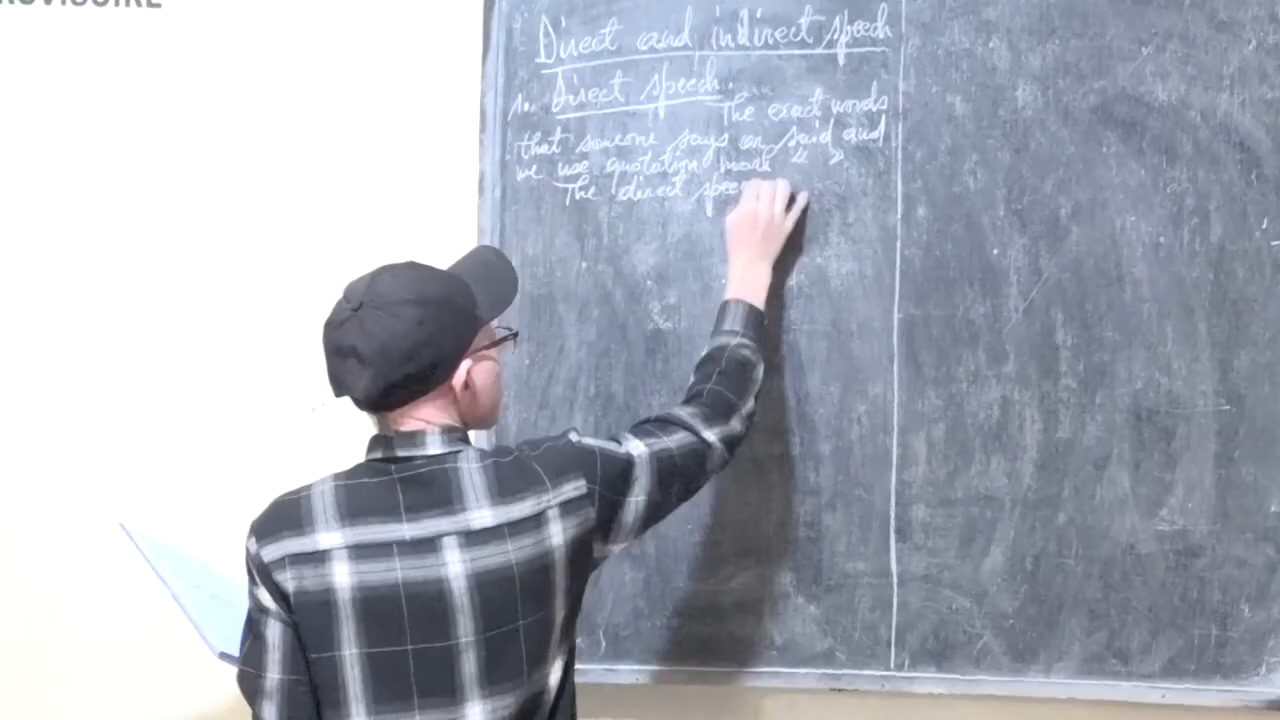 Direct and indirect speech
1. Direct speech.
The exact words
that someone says or said and
we use quotation mark “ ”
The direct spee